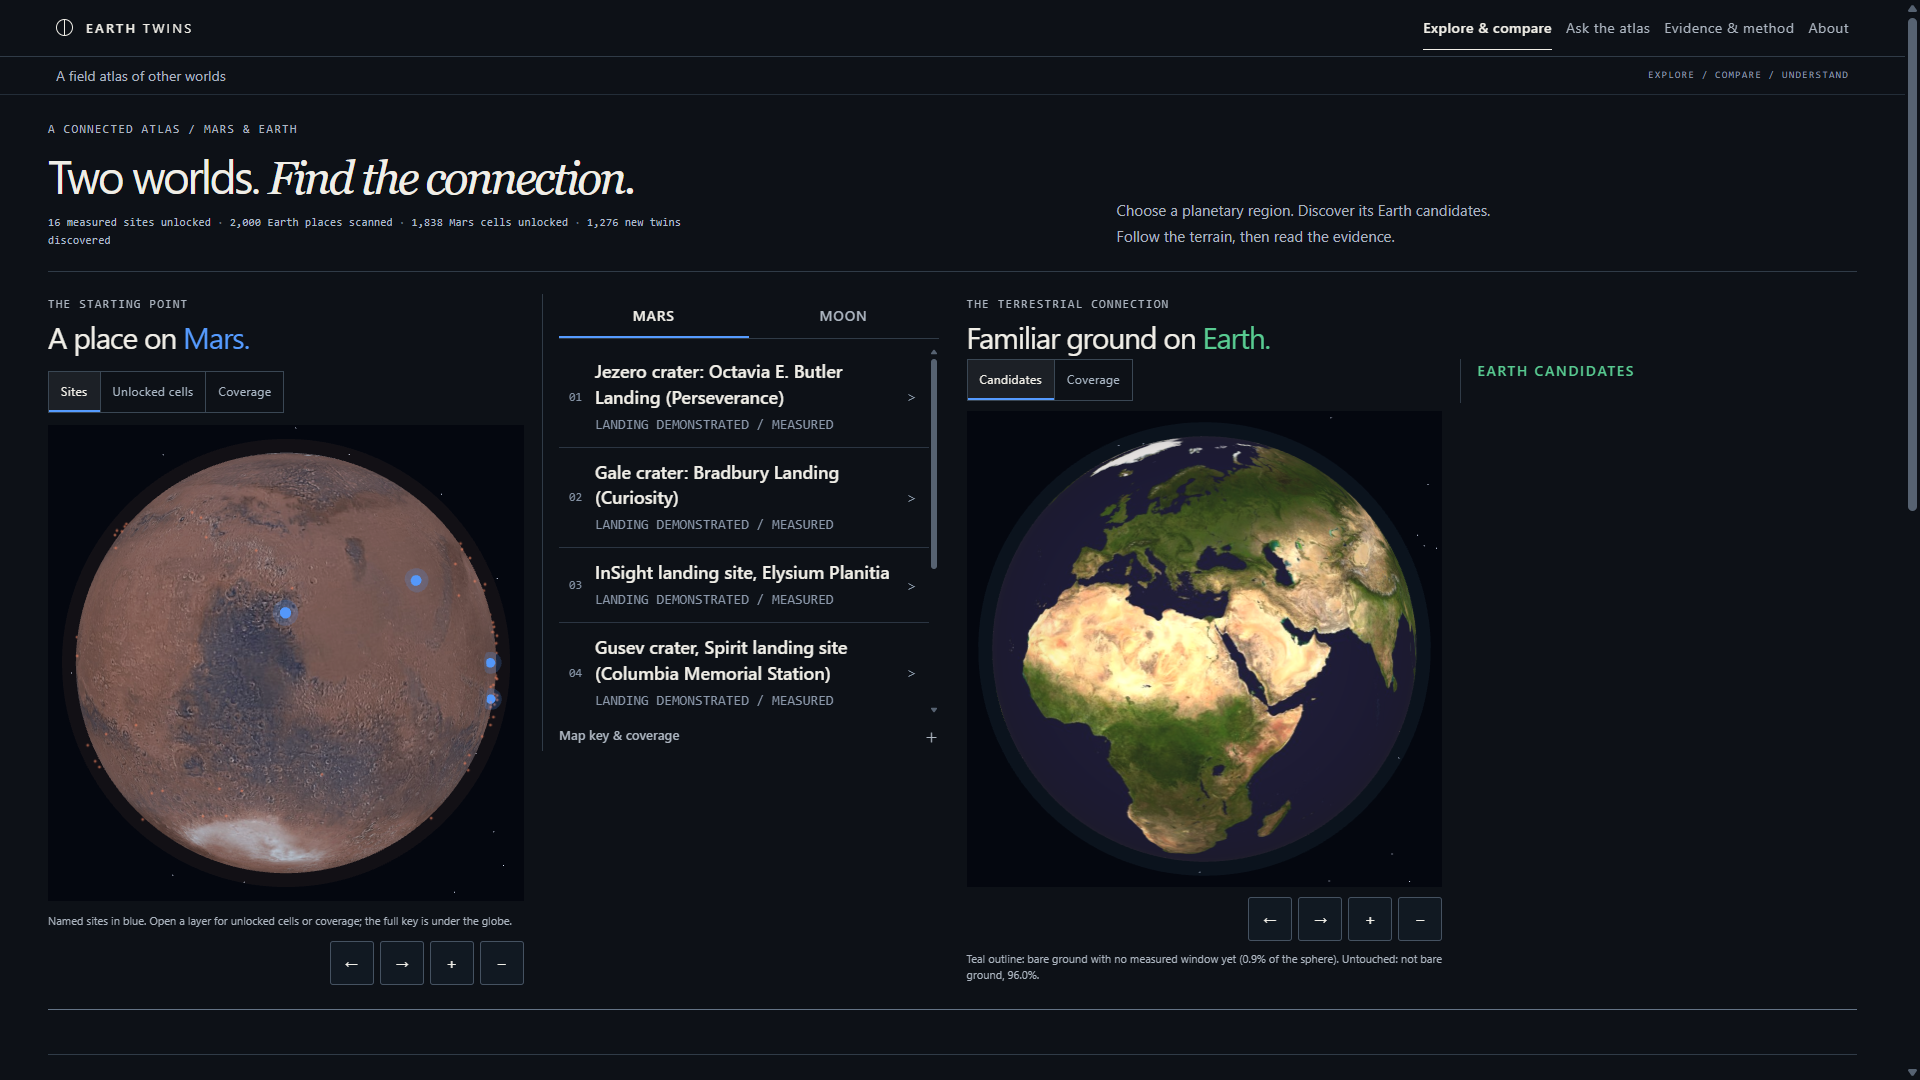 EARTH TWINS
Explore & compare
Ask the atlas
Evidence & method
About
A field atlas of other worlds
EXPLORE / COMPARE / UNDERSTAND
A CONNECTED ATLAS / MARS & EARTH
Two worlds. Find the connection.
16 measured sites unlocked · 2,000 Earth places scanned · 1,838 Mars cells unlocked · 1,276 new twins
discovered
Choose a planetary region. Discover its Earth candidates.
Follow the terrain, then read the evidence.
THE STARTING POINT
A place on Mars.
Sites
Unlocked cells
Coverage
Named sites in blue. Open a layer for unlocked cells or coverage; the full key is under the globe.
← → + −
MARS
MOON
01
Jezero crater: Octavia E. Butler
Landing (Perseverance)
LANDING DEMONSTRATED / MEASURED
>
02
Gale crater: Bradbury Landing
(Curiosity)
LANDING DEMONSTRATED / MEASURED
>
03
InSight landing site, Elysium Planitia
LANDING DEMONSTRATED / MEASURED
>
04
Gusev crater, Spirit landing site
(Columbia Memorial Station)
LANDING DEMONSTRATED / MEASURED
>
Map key & coverage
+
THE TERRESTRIAL CONNECTION
Familiar ground on Earth.
Candidates
Coverage
← → + −
Teal outline: bare ground with no measured window yet (0.9% of the sphere). Untouched: not bare
ground, 96.0%.
EARTH CANDIDATES